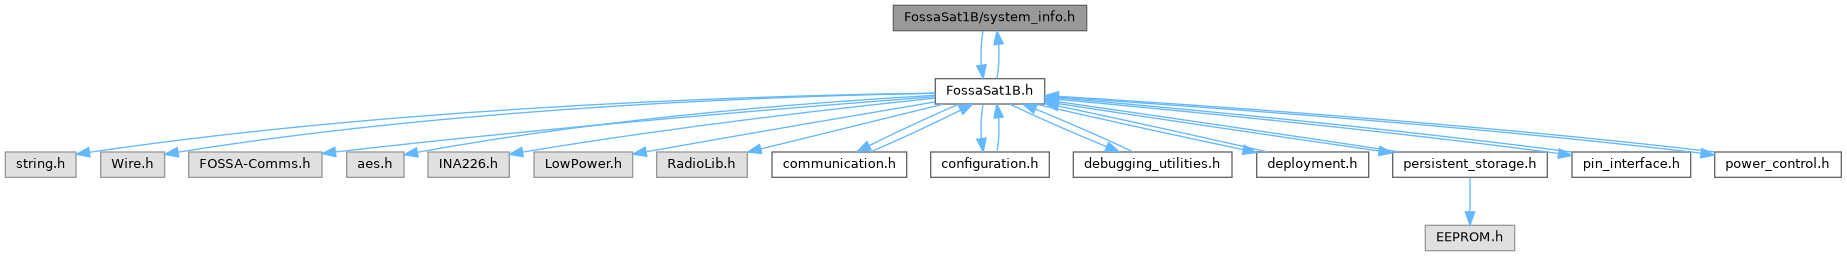 FossaSat1B/system_info.h
FossaSat1B.h
string.h
Wire.h
FOSSA-Comms.h
aes.h
INA226.h
LowPower.h
RadioLib.h
communication.h
configuration.h
debugging_utilities.h
deployment.h
persistent_storage.h
pin_interface.h
power_control.h
EEPROM.h